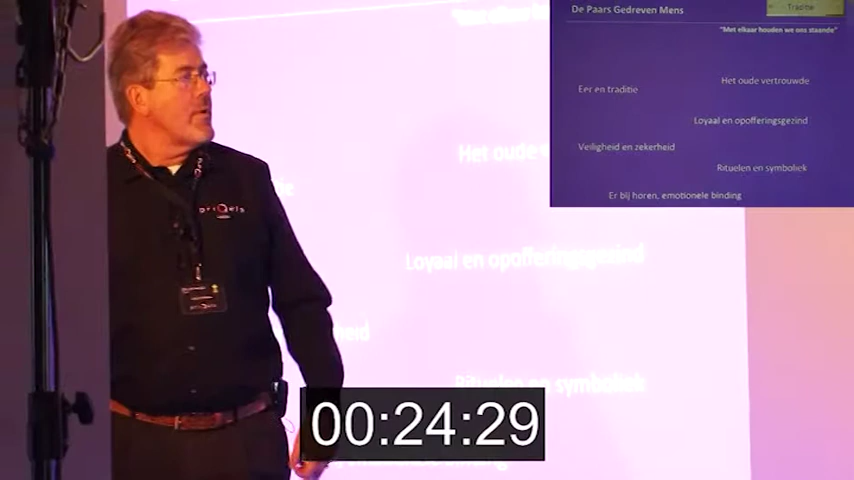 De Paars Gedreven Mens
Traditie
"Met elkaar houden we ons staande"
Eer en traditie
Het oude vertrouwde
Loyaal en opofferingsgezind
Veiligheid en zekerheid
Rituelen en symboliek
Er bij horen, emotionele binding
Het oude
Loyaal en opofferingsgezind
heid
Rituelen en symboliek
00:24:29